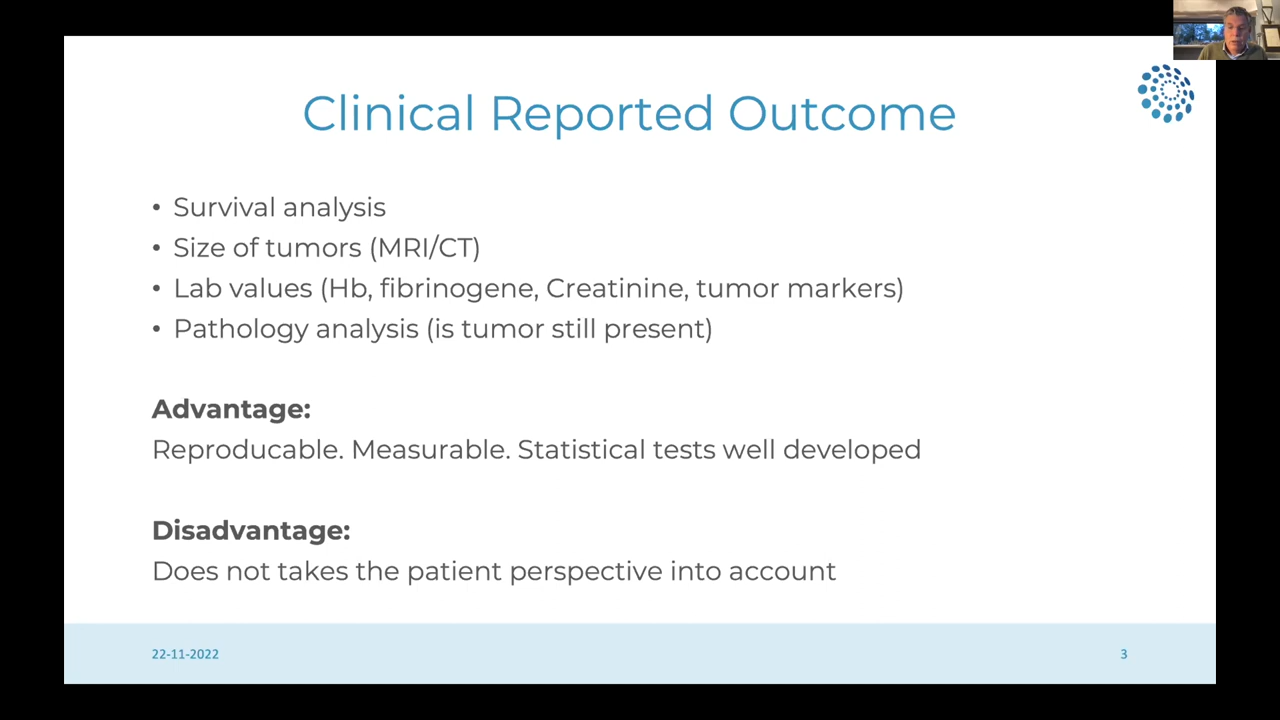 Clinical Reported Outcome
• Survival analysis
• Size of tumors (MRI/CT)
• Lab values (Hb, fibrinogene, Creatinine, tumor markers)
• Pathology analysis (is tumor still present)
Advantage:
Reproducable. Measurable. Statistical tests well developed
Disadvantage:
Does not takes the patient perspective into account
22-11-2022
3